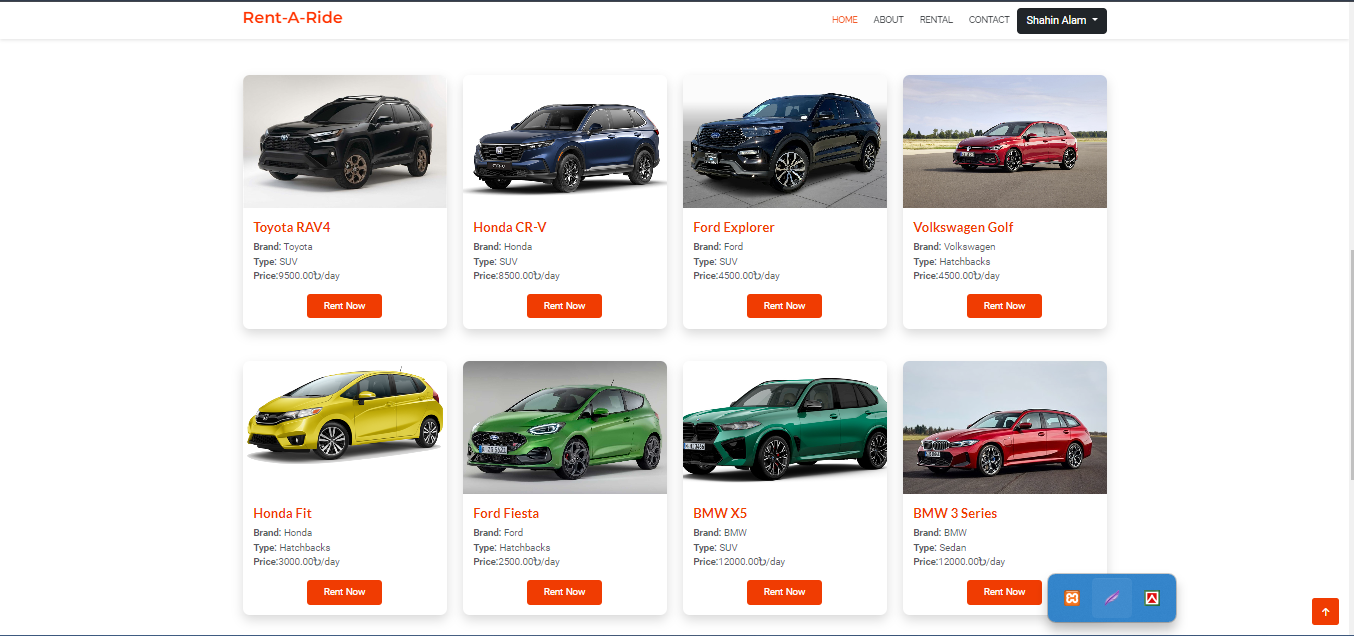 Rent-A-Ride
HOME ABOUT RENTAL CONTACT Shahin Alam
Toyota RAV4
Brand: Toyota
Type: SUV
Price:9500.00৳/day
Rent Now
Honda CR-V
Brand: Honda
Type: SUV
Price:8500.00৳/day
Rent Now
Ford Explorer
Brand: Ford
Type: SUV
Price:4500.00৳/day
Rent Now
Volkswagen Golf
Brand: Volkswagen
Type: Hatchbacks
Price:4500.00৳/day
Rent Now
Honda Fit
Brand: Honda
Type: Hatchbacks
Price:3000.00৳/day
Rent Now
Ford Fiesta
Brand: Ford
Type: Hatchbacks
Price:2500.00৳/day
Rent Now
BMW X5
Brand: BMW
Type: SUV
Price:12000.00৳/day
Rent Now
BMW 3 Series
Brand: BMW
Type: Sedan
Price:12000.00৳/day
Rent Now